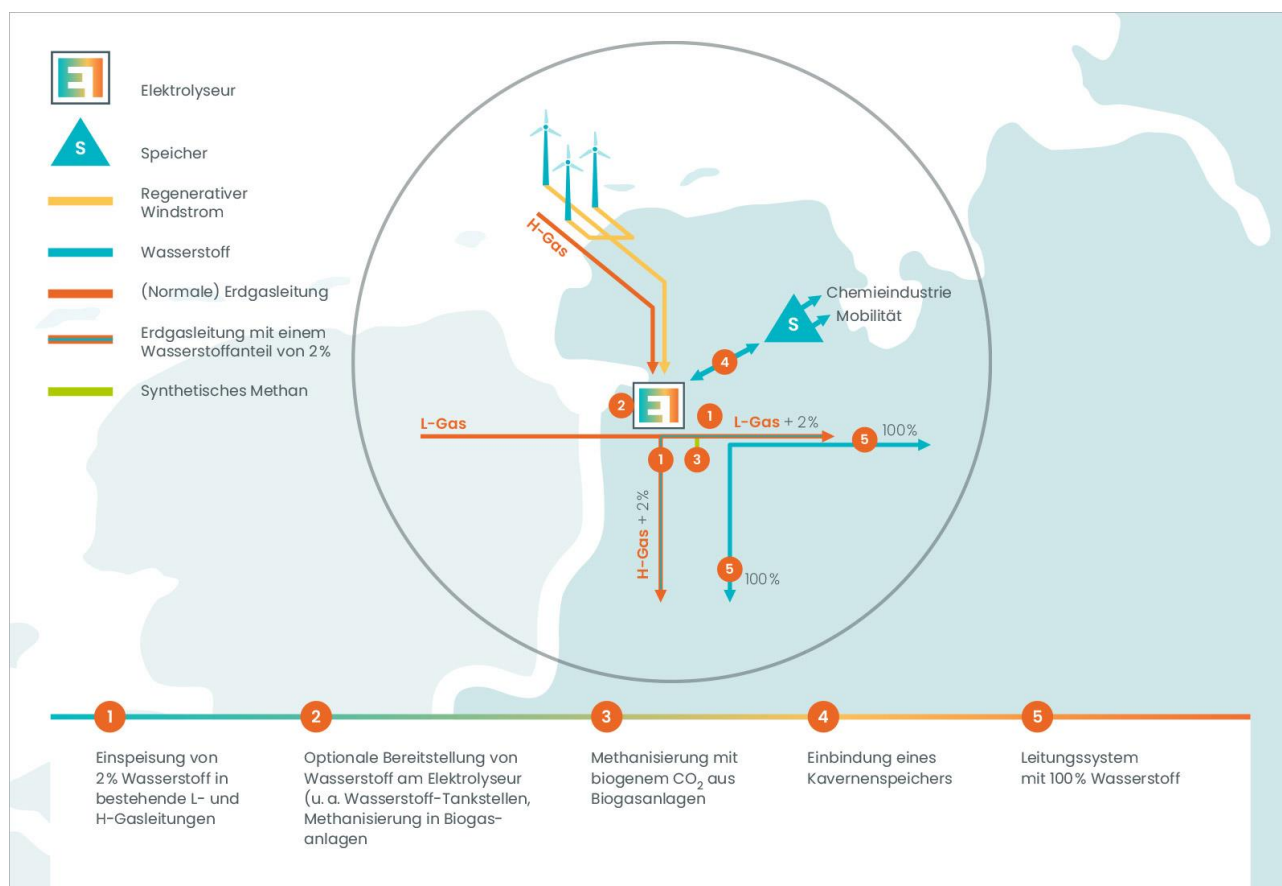 Elektrolyseur
S
Speicher
Regenerativer
Windstrom
Wasserstoff
(Normale) Erdgasleitung
Erdgasleitung mit einem
Wasserstoffanteil von 2%
Synthetisches Methan
H-Gas
S
Chemieindustrie
Mobilität
4
2
1
L-Gas
L-Gas + 2%
5
100%
1
3
H-Gas + 2%
5
100%
1
Einspeisung von
2% Wasserstoff in
bestehende L- und
H-Gasleitungen
2
Optionale Bereitstellung von
Wasserstoff am Elektrolyseur
(u. a. Wasserstoff-Tankstellen,
Methanisierung in Biogas-
anlagen
3
Methanisierung mit
biogenem CO₂ aus
Biogasanlagen
4
Einbindung eines
Kavernenspeichers
5
Leitungssystem
mit 100% Wasserstoff